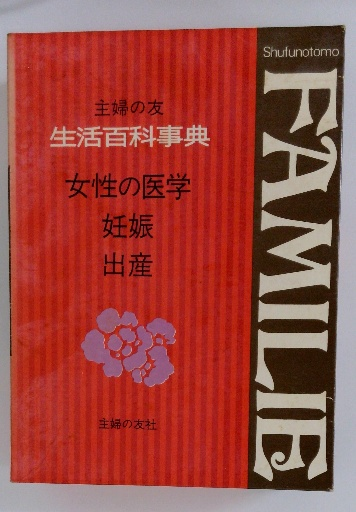 主婦の友
生活百科事典
女性の医学
妊娠
出産
主婦の友社
Shufunotomo
FAMILIE